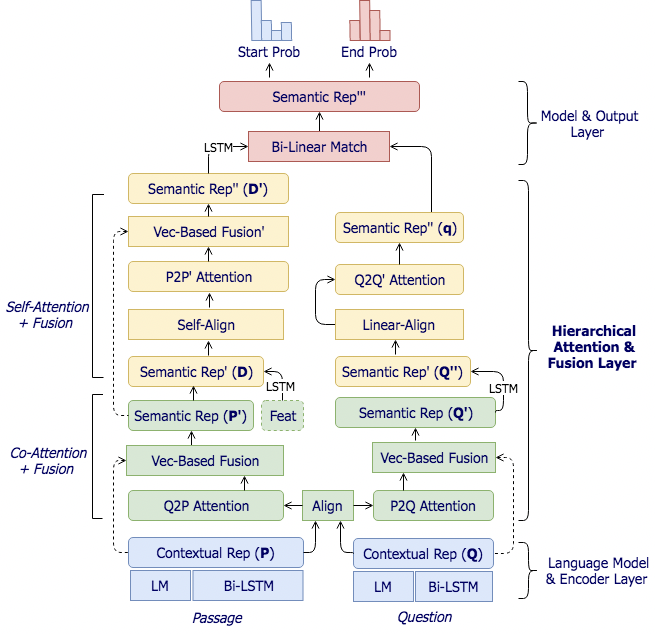 Start Prob
End Prob
Semantic Rep'''
Model & Output
Layer
LSTM
Bi-Linear Match
Semantic Rep'' (D')
Vec-Based Fusion'
Semantic Rep'' (q)
P2P' Attention
Q2Q' Attention
Self-Attention
+ Fusion
Self-Align
Linear-Align
Hierarchical
Attention &
Fusion Layer
Semantic Rep' (D)
Semantic Rep' (Q'')
LSTM
LSTM
Semantic Rep (P')
Feat
Semantic Rep (Q')
Co-Attention
+ Fusion
Vec-Based Fusion
Vec-Based Fusion
Q2P Attention
Align
P2Q Attention
Contextual Rep (P)
Contextual Rep (Q)
Language Model
& Encoder Layer
LM
Bi-LSTM
LM
Bi-LSTM
Passage
Question